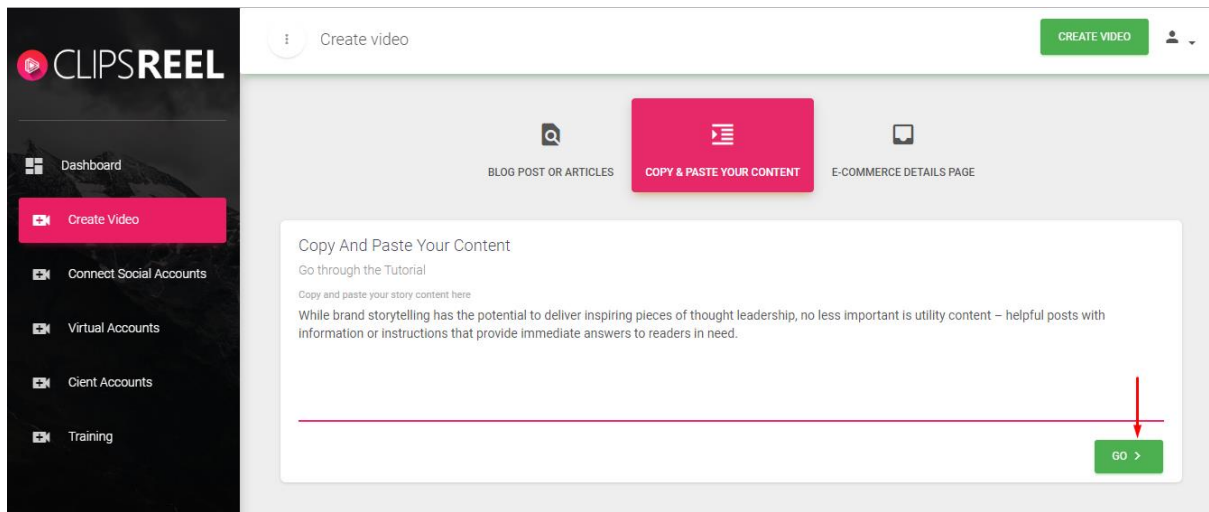 CLIPSREEL
Create video
CREATE VIDEO
BLOG POST OR ARTICLES
COPY & PASTE YOUR CONTENT
E-COMMERCE DETAILS PAGE
Dashboard
Create Video
Connect Social Accounts
Virtual Accounts
Cient Accounts
Training
Copy And Paste Your Content
Go through the Tutorial
Copy and paste your story content here
While brand storytelling has the potential to deliver inspiring pieces of thought leadership, no less important is utility content – helpful posts with
information or instructions that provide immediate answers to readers in need.
GO >